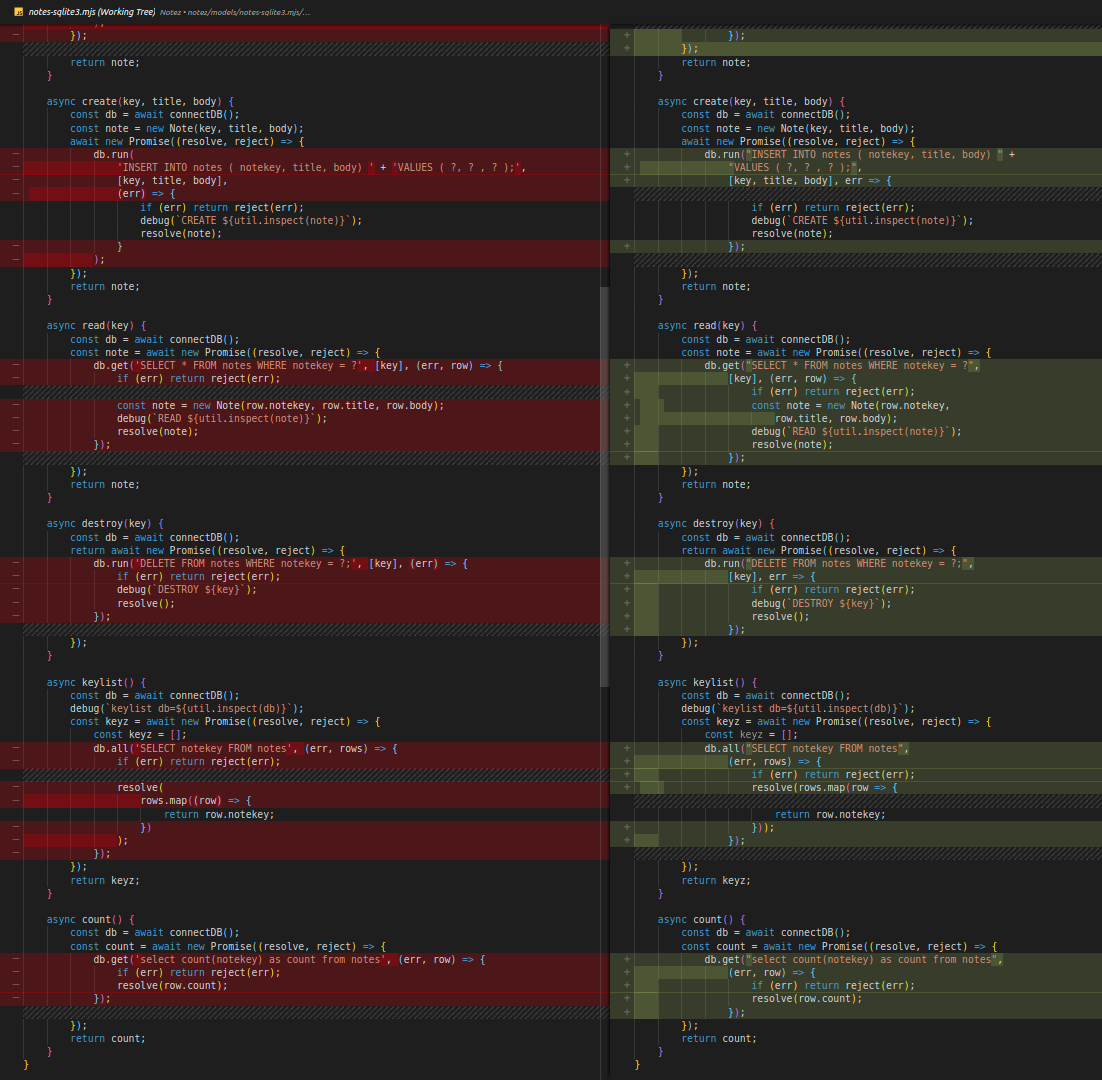 notes-sqlite3.mjs (Working Tree) Notez • notez/models/notes-sqlite3.mjs/...
});
return note;
}
async create(key, title, body) {
const db = await connectDB();
const note = new Note(key, title, body);
await new Promise((resolve, reject) => {
db.run(
'INSERT INTO notes ( notekey, title, body) ' + 'VALUES ( ?, ? , ? );',
[key, title, body],
(err) => {
if (err) return reject(err);
debug(`CREATE ${util.inspect(note)}`);
resolve(note);
}
);
});
return note;
}
async read(key) {
const db = await connectDB();
const note = await new Promise((resolve, reject) => {
db.get('SELECT * FROM notes WHERE notekey = ?', [key], (err, row) => {
if (err) return reject(err);
const note = new Note(row.notekey, row.title, row.body);
debug(`READ ${util.inspect(note)}`);
resolve(note);
});
});
return note;
}
async destroy(key) {
const db = await connectDB();
return await new Promise((resolve, reject) => {
db.run('DELETE FROM notes WHERE notekey = ?;', [key], (err) => {
if (err) return reject(err);
debug(`DESTROY ${key}`);
resolve();
});
});
}
async keylist() {
const db = await connectDB();
debug(`keylist db=${util.inspect(db)}`);
const keyz = await new Promise((resolve, reject) => {
const keyz = [];
db.all('SELECT notekey FROM notes', (err, rows) => {
if (err) return reject(err);
resolve(
rows.map((row) => {
return row.notekey;
})
);
});
});
return keyz;
}
async count() {
const db = await connectDB();
const count = await new Promise((resolve, reject) => {
db.get('select count(notekey) as count from notes', (err, row) => {
if (err) return reject(err);
resolve(row.count);
});
});
return count;
}
}
});
});
return note;
}
async create(key, title, body) {
const db = await connectDB();
const note = new Note(key, title, body);
await new Promise((resolve, reject) => {
db.run("INSERT INTO notes ( notekey, title, body) " +
"VALUES ( ?, ? , ? );",
[key, title, body], err => {
if (err) return reject(err);
debug(`CREATE ${util.inspect(note)}`);
resolve(note);
});
});
return note;
}
async read(key) {
const db = await connectDB();
const note = await new Promise((resolve, reject) => {
db.get("SELECT * FROM notes WHERE notekey = ?",
[key], (err, row) => {
if (err) return reject(err);
const note = new Note(row.notekey,
row.title, row.body);
debug(`READ ${util.inspect(note)}`);
resolve(note);
});
});
return note;
}
async destroy(key) {
const db = await connectDB();
return await new Promise((resolve, reject) => {
db.run("DELETE FROM notes WHERE notekey = ?;",
[key], err => {
if (err) return reject(err);
debug(`DESTROY ${key}`);
resolve();
});
});
}
async keylist() {
const db = await connectDB();
debug(`keylist db=${util.inspect(db)}`);
const keyz = await new Promise((resolve, reject) => {
const keyz = [];
db.all("SELECT notekey FROM notes",
(err, rows) => {
if (err) return reject(err);
resolve(rows.map(row => {
return row.notekey;
}));
});
});
return keyz;
}
async count() {
const db = await connectDB();
const count = await new Promise((resolve, reject) => {
db.get("select count(notekey) as count from notes",
(err, row) => {
if (err) return reject(err);
resolve(row.count);
});
});
return count;
}
}